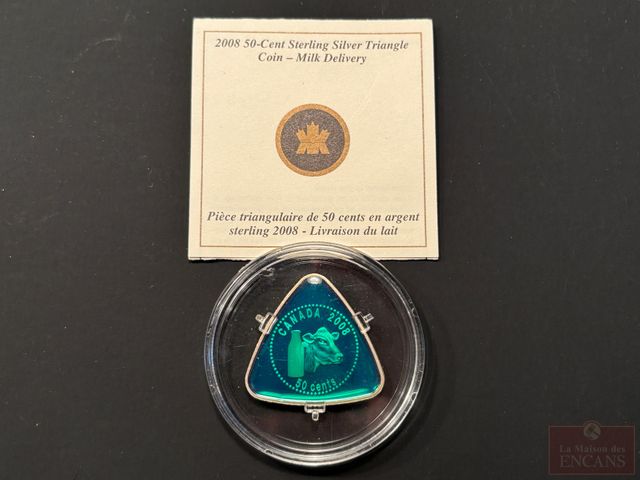 2008 50-Cent Sterling Silver Triangle
Coin – Milk Delivery
Pièce triangulaire de 50 cents en argent
sterling 2008 - Livraison du lait
CANADA 2008
50 cents
La Maison des
ENCANS